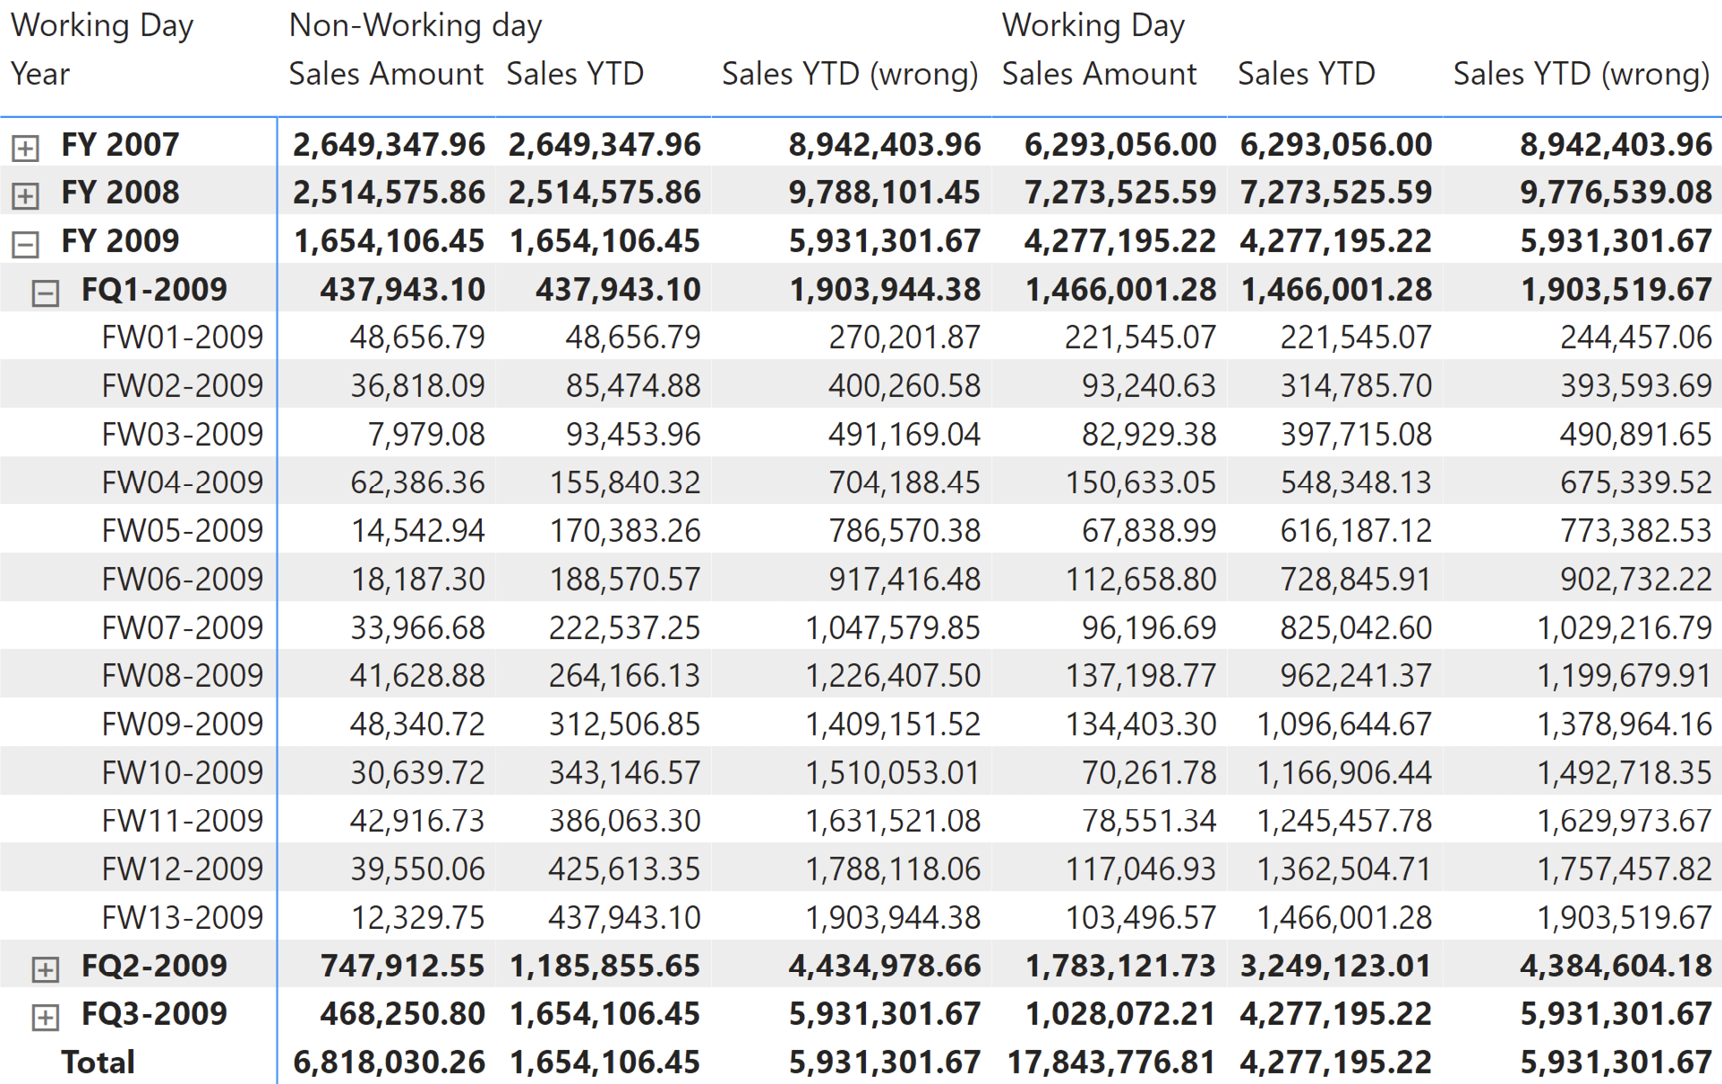 Working Day Non-Working day Working Day
Year Sales Amount Sales YTD Sales YTD (wrong) Sales Amount Sales YTD Sales YTD (wrong)
FY 2007 2,649,347.96 2,649,347.96 8,942,403.96 6,293,056.00 6,293,056.00 8,942,403.96
FY 2008 2,514,575.86 2,514,575.86 9,788,101.45 7,273,525.59 7,273,525.59 9,776,539.08
FY 2009 1,654,106.45 1,654,106.45 5,931,301.67 4,277,195.22 4,277,195.22 5,931,301.67
FQ1-2009 437,943.10 437,943.10 1,903,944.38 1,466,001.28 1,466,001.28 1,903,519.67
FW01-2009 48,656.79 48,656.79 270,201.87 221,545.07 221,545.07 244,457.06
FW02-2009 36,818.09 85,474.88 400,260.58 93,240.63 314,785.70 393,593.69
FW03-2009 7,979.08 93,453.96 491,169.04 82,929.38 397,715.08 490,891.65
FW04-2009 62,386.36 155,840.32 704,188.45 150,633.05 548,348.13 675,339.52
FW05-2009 14,542.94 170,383.26 786,570.38 67,838.99 616,187.12 773,382.53
FW06-2009 18,187.30 188,570.57 917,416.48 112,658.80 728,845.91 902,732.22
FW07-2009 33,966.68 222,537.25 1,047,579.85 96,196.69 825,042.60 1,029,216.79
FW08-2009 41,628.88 264,166.13 1,226,407.50 137,198.77 962,241.37 1,199,679.91
FW09-2009 48,340.72 312,506.85 1,409,151.52 134,403.30 1,096,644.67 1,378,964.16
FW10-2009 30,639.72 343,146.57 1,510,053.01 70,261.78 1,166,906.44 1,492,718.35
FW11-2009 42,916.73 386,063.30 1,631,521.08 78,551.34 1,245,457.78 1,629,973.67
FW12-2009 39,550.06 425,613.35 1,788,118.06 117,046.93 1,362,504.71 1,757,457.82
FW13-2009 12,329.75 437,943.10 1,903,944.38 103,496.57 1,466,001.28 1,903,519.67
FQ2-2009 747,912.55 1,185,855.65 4,434,978.66 1,783,121.73 3,249,123.01 4,384,604.18
FQ3-2009 468,250.80 1,654,106.45 5,931,301.67 1,028,072.21 4,277,195.22 5,931,301.67
Total 6,818,030.26 1,654,106.45 5,931,301.67 17,843,776.81 4,277,195.22 5,931,301.67